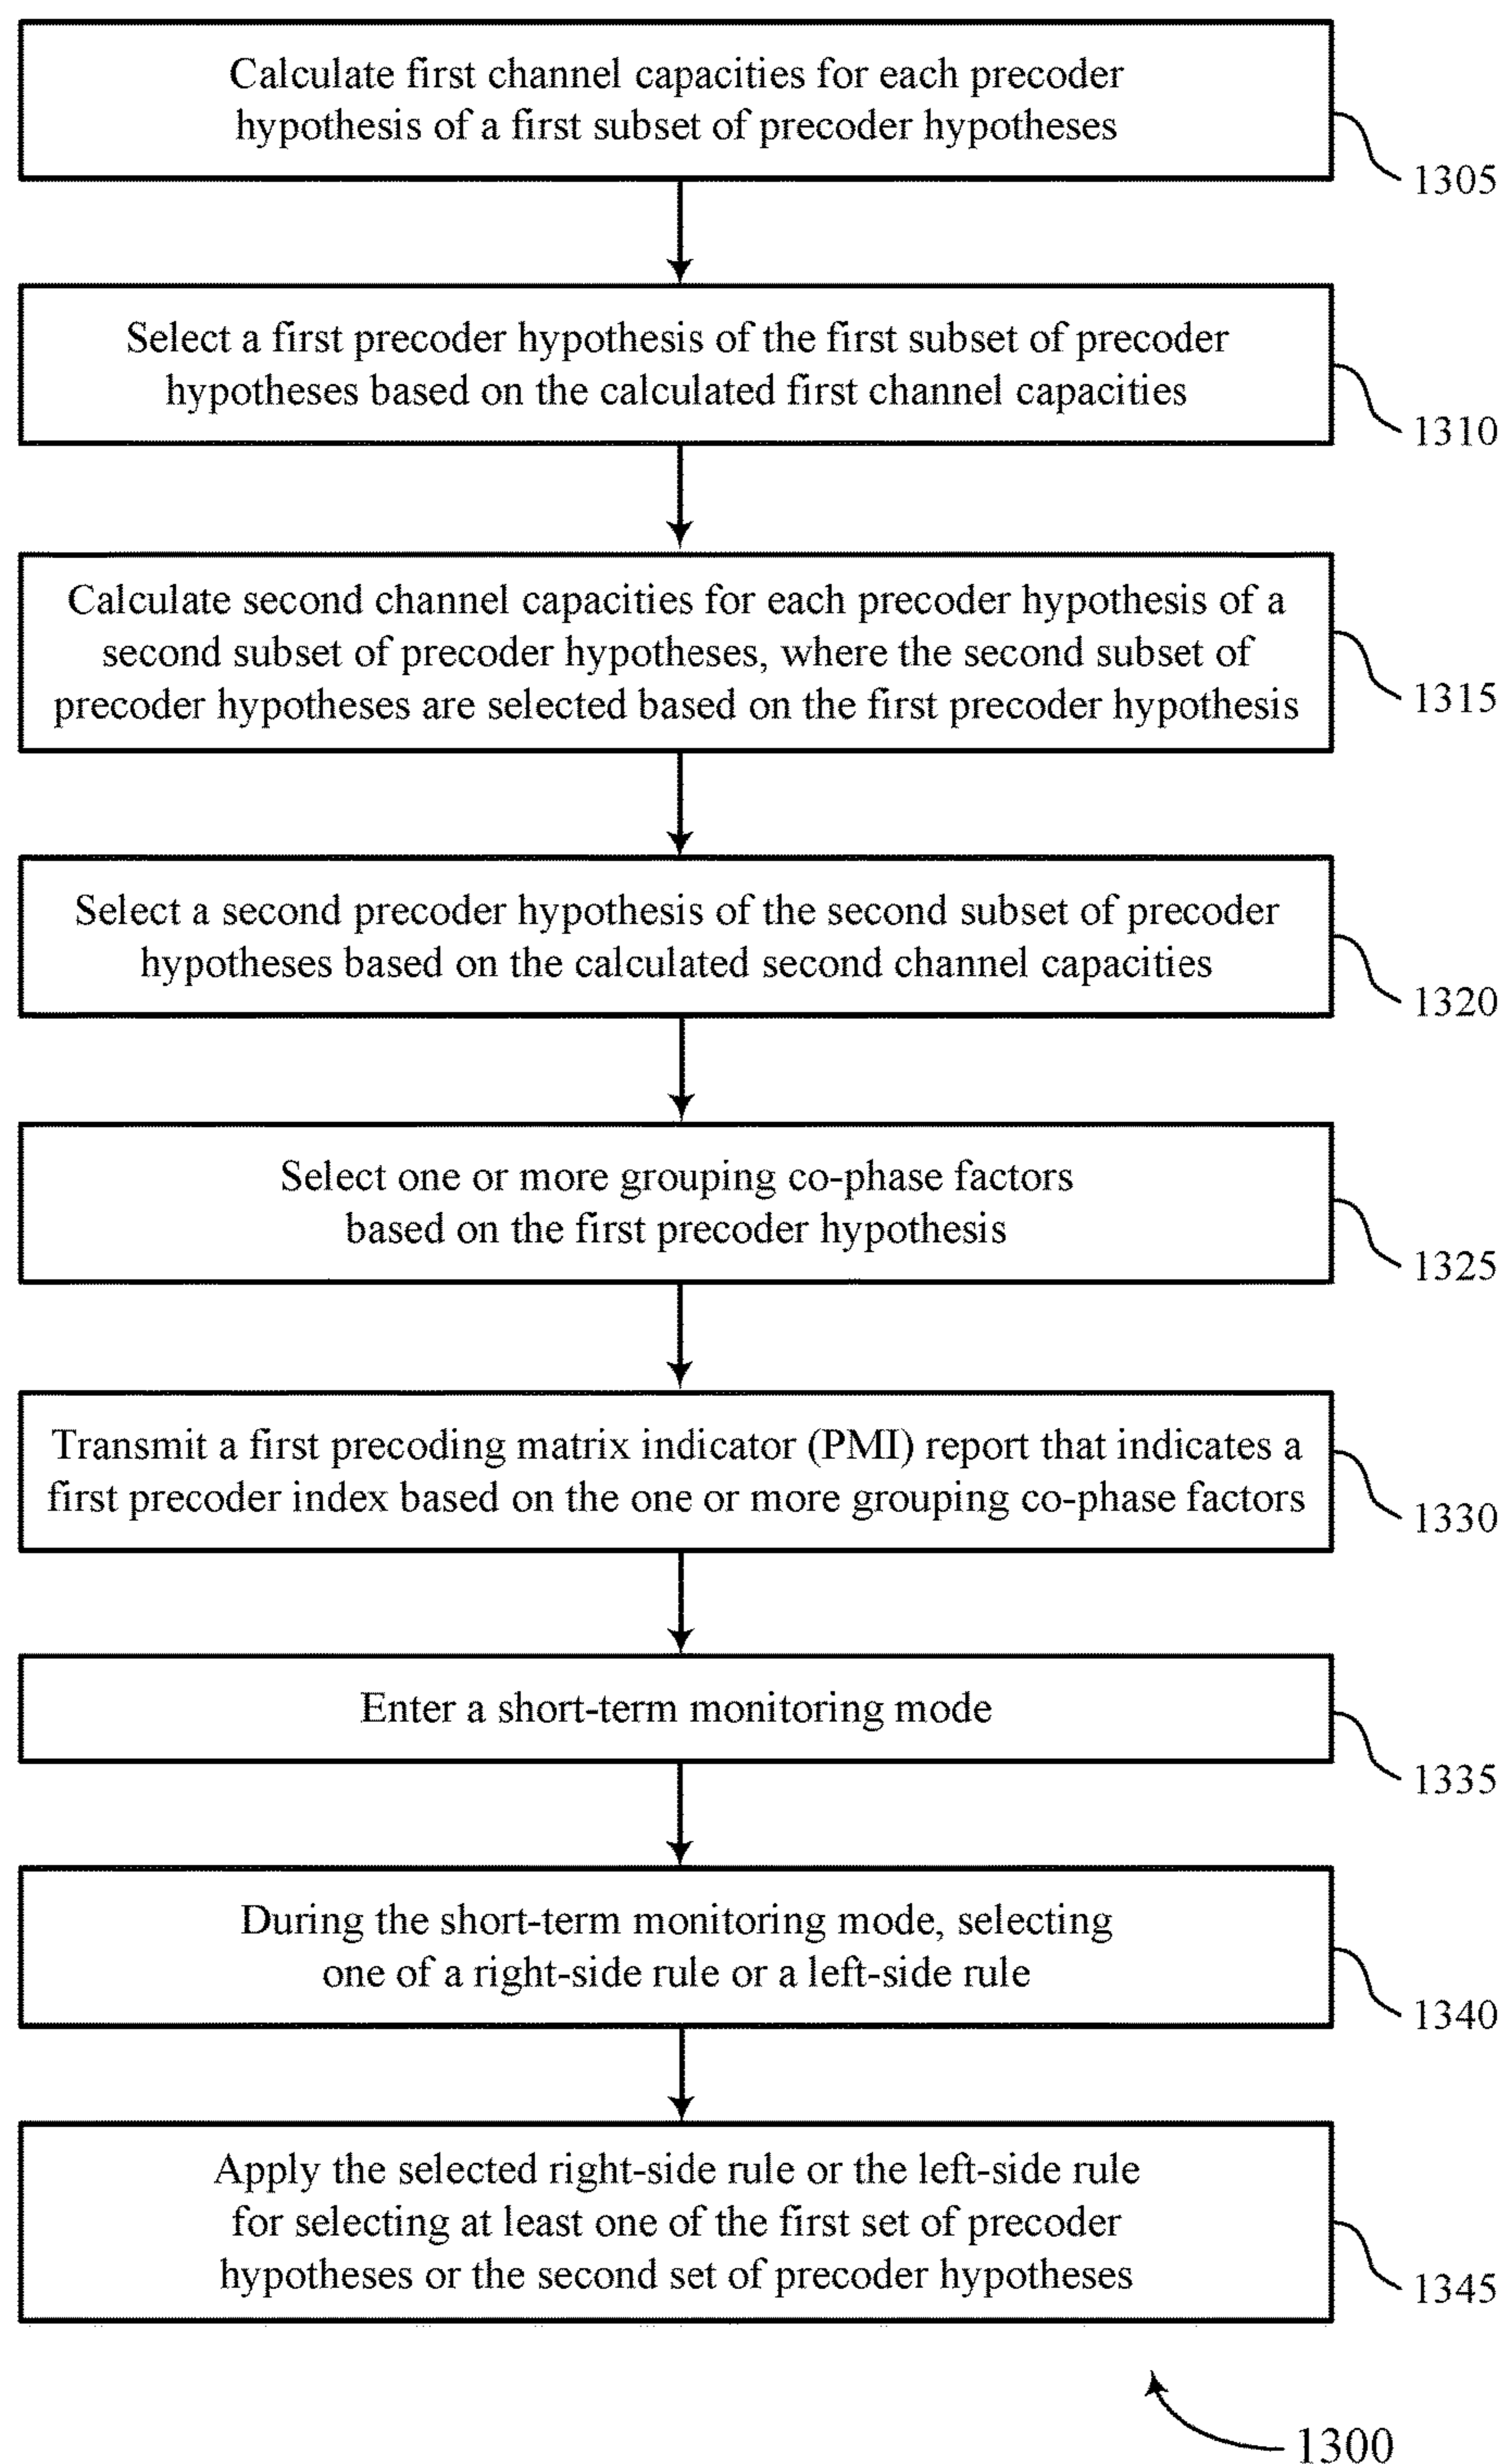 Calculate first channel capacities for each precoder
hypothesis of a first subset of precoder hypotheses
1305
Select a first precoder hypothesis of the first subset of precoder
hypotheses based on the calculated first channel capacities
1310
Calculate second channel capacities for each precoder hypothesis of a
second subset of precoder hypotheses, where the second subset of
precoder hypotheses are selected based on the first precoder hypothesis
1315
Select a second precoder hypothesis of the second subset of precoder
hypotheses based on the calculated second channel capacities
1320
Select one or more grouping co-phase factors
based on the first precoder hypothesis
1325
Transmit a first precoding matrix indicator (PMI) report that indicates a
first precoder index based on the one or more grouping co-phase factors
1330
Enter a short-term monitoring mode
1335
During the short-term monitoring mode, selecting
one of a right-side rule or a left-side rule
1340
Apply the selected right-side rule or the left-side rule
for selecting at least one of the first set of precoder
hypotheses or the second set of precoder hypotheses
1345
1300